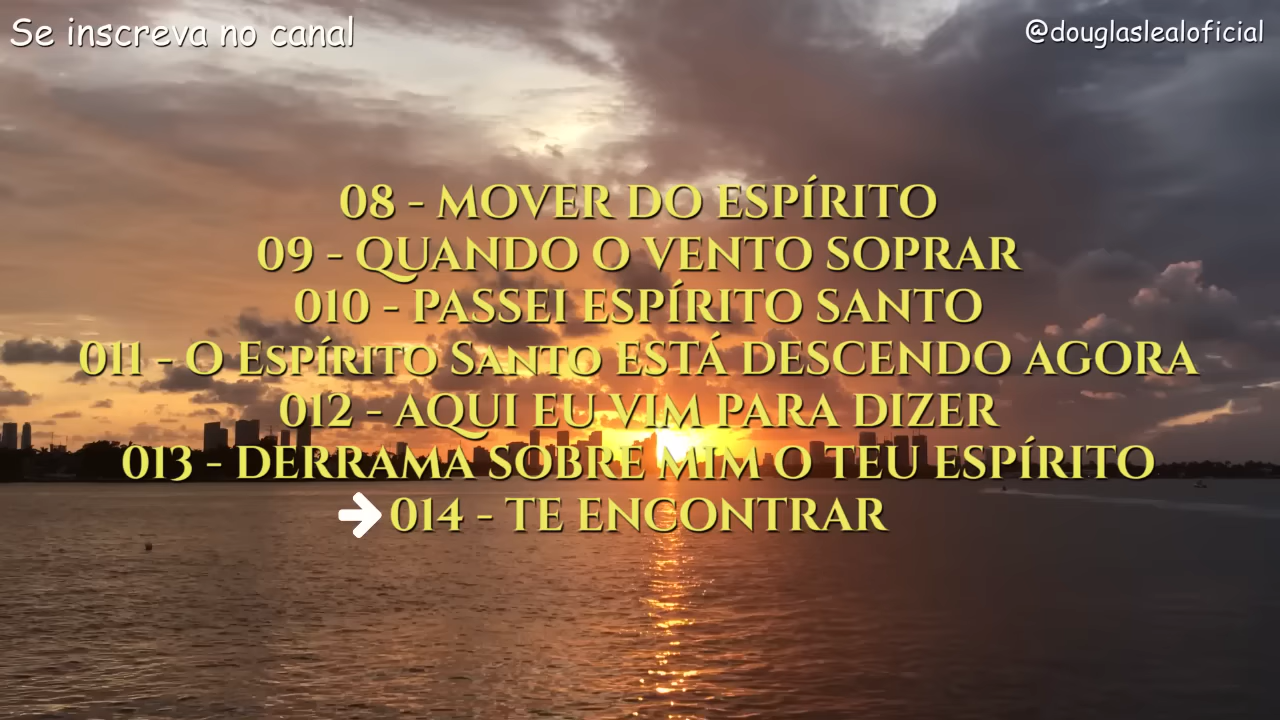 Se inscreva no canal
@douglaslealoficial
08 - MOVER DO ESPÍRITO
09 - QUANDO O VENTO SOPRAR
010 - PASSEI ESPÍRITO SANTO
011 - O Espírito Santo ESTÁ DESCENDO AGORA
012 - AQUI EU VIM PARA DIZER
013 - DERRAMA SOBRE MIM O TEU ESPÍRITO
014 - TE ENCONTRAR